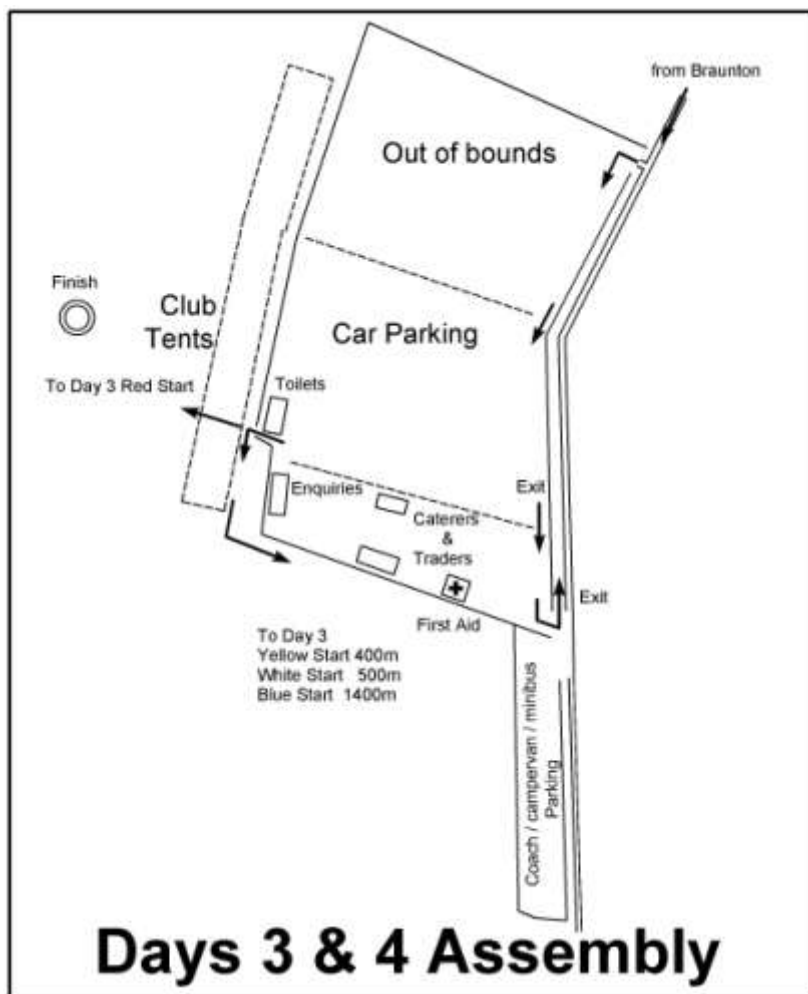 from Braunton
Out of bounds
Finish
Club
Tents
Car Parking
To Day 3 Red Start
Toilets
Enquiries
Exit
Caterers
&
Traders
Exit
First Aid
To Day 3
Yellow Start 400m
White Start 500m
Blue Start 1400m
Coach / campervan / minibus
Parking
Days 3 & 4 Assembly